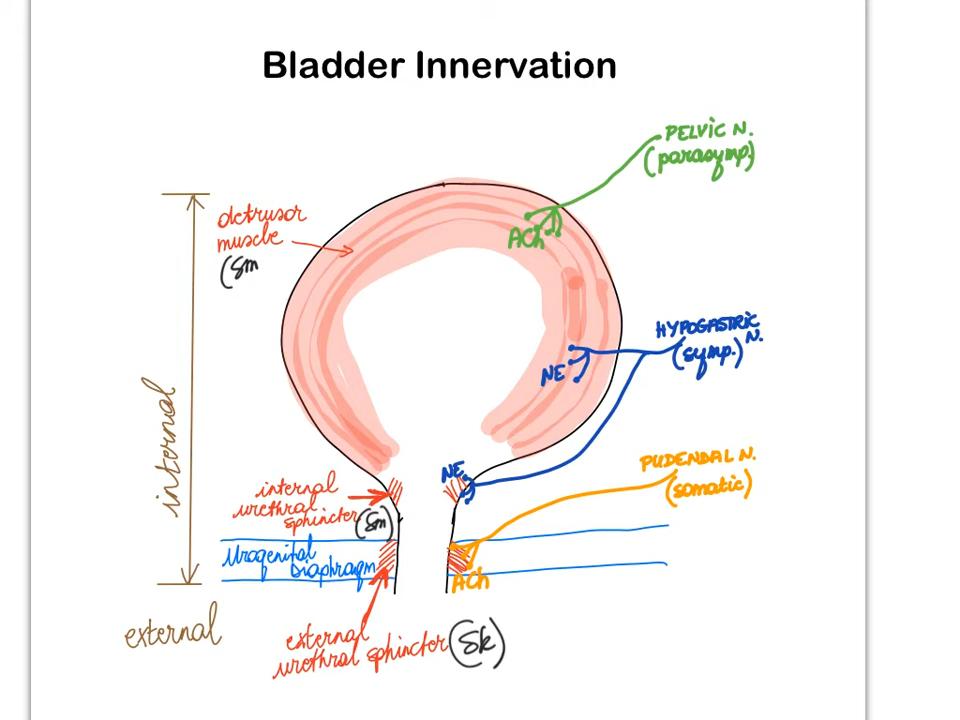 Bladder Innervation
PELVIC N.
(parasymp.)
detrusor
muscle
(Sm
ACh
HYPOGASTRIC
N.
(symp.)
NE
internal
NE
PUDENDAL N.
(somatic)
internal
urethral
sphincter
(Sm)
Urogenital
Diaphragm
ACh
external
external
urethral sphincter
(Sk)